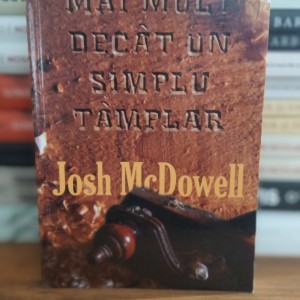 MAI MULT
DECÂT UN
SIMPLU
TÂMPLAR
Josh McDowell